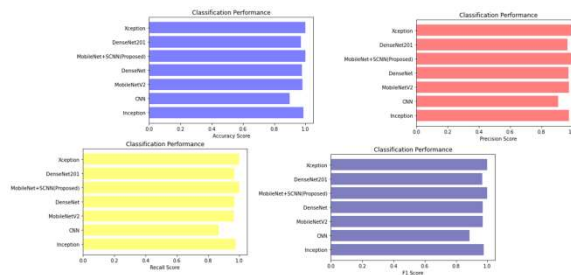 Classification Performance
Xception
DenseNet201
MobileNet+SCNN(Proposed)
DenseNet
MobileNetV2
CNN
Inception
0.0 0.2 0.4 0.6 0.8 1.0
Accuracy Score
Classification Performance
Xception
DenseNet201
MobileNet+SCNN(Proposed)
DenseNet
MobileNetV2
CNN
Inception
0.0 0.2 0.4 0.6 0.8
Precision Score
Classification Performance
Xception
DenseNet201
MobileNet+SCNN(Proposed)
DenseNet
MobileNetV2
CNN
Inception
0.0 0.2 0.4 0.6 0.8 1.0
Recall Score
Classification Performance
Xception
DenseNet201
MobileNet+SCNN(Proposed)
DenseNet
MobileNetV2
CNN
Inception
0.0 0.2 0.4 0.6 0.8 1.0
F1 Score